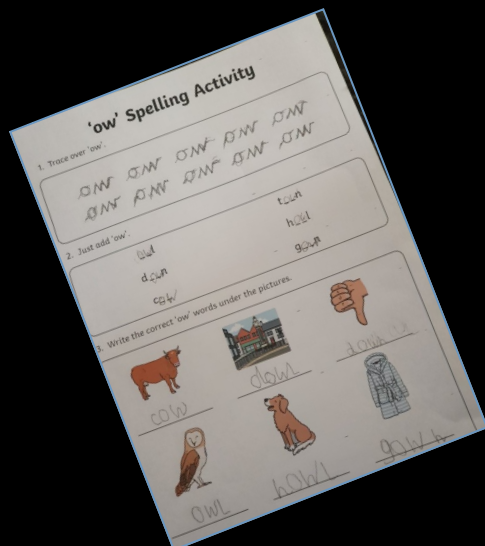 'ow' Spelling Activity
1. Trace over 'ow'.
ow ow ow ow ow
ow ow ow ow ow
2. Just add 'ow'.
owl town
down howl
cow gown
3. Write the correct 'ow' words under the pictures.
cow dowl
owl howl gown